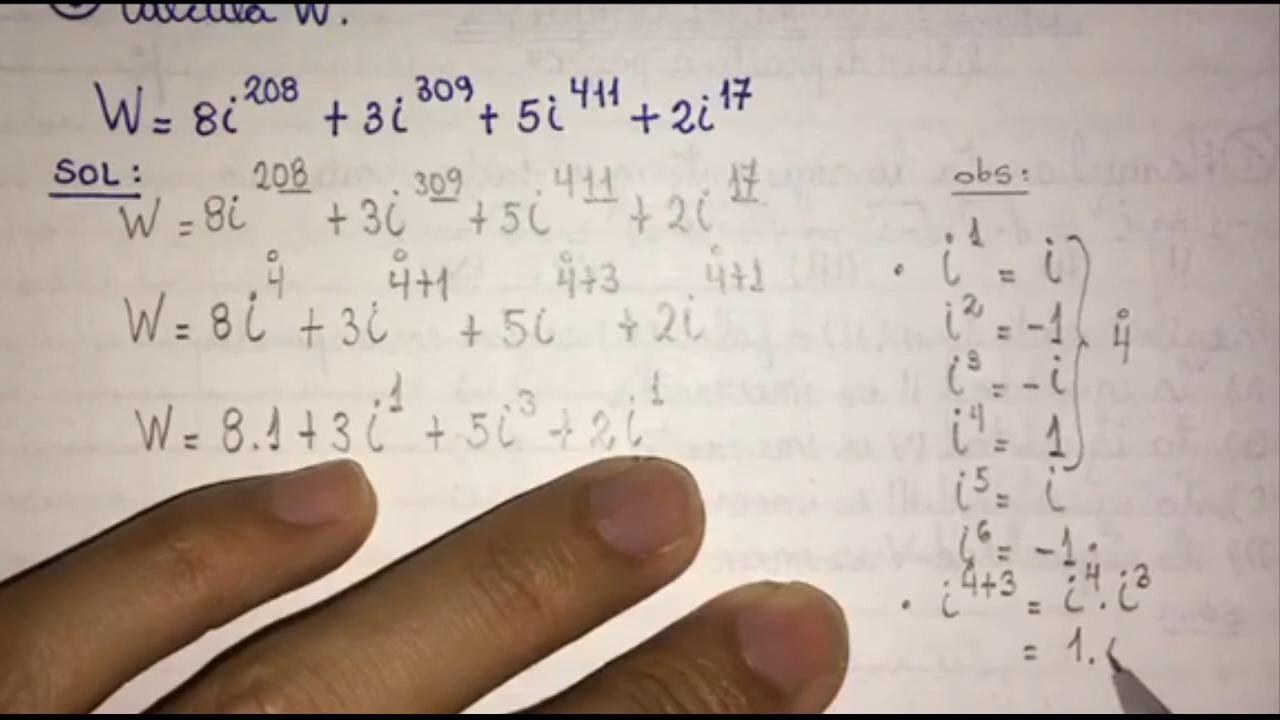 Calcula W.
W = 8i^208 + 3i^309 + 5i^411 + 2i^17
SOL:
W = 8i^208 + 3i^309 + 5i^411 + 2i^17
W = 8i^4̊ + 3i^4̊+1 + 5i^4̊+3 + 2i^4̊+1
W = 8.1 + 3i^1 + 5i^3 + 2i^1
obs:
• i^1 = i
i^2 = -1
i^3 = -i
i^4 = 1
4̊
i^5 = i
i^6 = -1
• i^4+3 = i^4 . i^3
= 1.